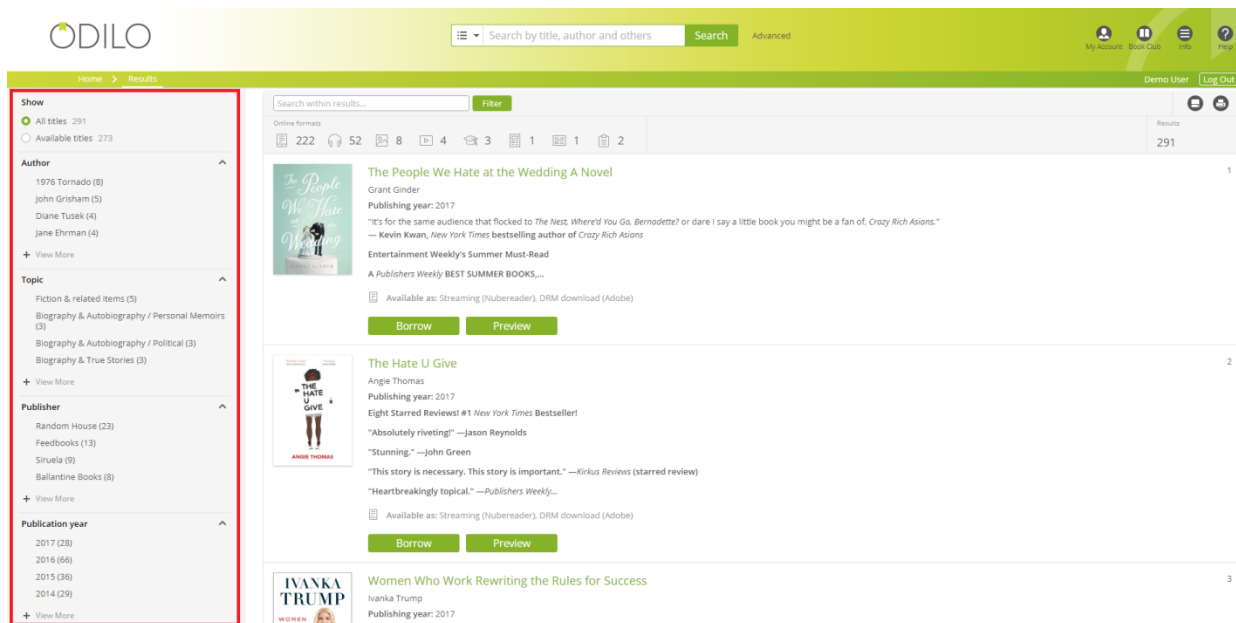 ODILO
Search by title, author and others
Search
Advanced
My Account
Book Club
Info
Help
Home > Results
Demo User
Log Out
Show
All titles 291
Available titles 273
Author
1976 Tornado (8)
John Grisham (5)
Diane Tusek (4)
Jane Ehrman (4)
+ View More
Topic
Fiction & related items (5)
Biography & Autobiography / Personal Memoirs
(3)
Biography & Autobiography / Political (3)
Biography & True Stories (3)
+ View More
Publisher
Random House (23)
Feedbooks (13)
Siruela (9)
Ballantine Books (8)
+ View More
Publication year
2017 (28)
2016 (66)
2015 (36)
2014 (29)
+ View More
Search within results...
Filter
Online formats
222 52 8 4 3 1 1 2
Results
291
The People We Hate at the Wedding
The People We Hate at the Wedding A Novel
1
Grant Ginder
Publishing year: 2017
"It's for the same audience that flocked to The Nest, Where'd You Go, Bernadette? or dare I say a little book you might be a fan of, Crazy Rich Asians."
— Kevin Kwan, New York Times bestselling author of Crazy Rich Asians
Entertainment Weekly's Summer Must-Read
A Publishers Weekly BEST SUMMER BOOKS,...
Available as: Streaming (Nubereader), DRM download (Adobe)
Borrow
Preview
THE
HATE
U
GIVE
ANGIE THOMAS
The Hate U Give
2
Angie Thomas
Publishing year: 2017
Eight Starred Reviews! #1 New York Times Bestseller!
"Absolutely riveting!" —Jason Reynolds
"Stunning." —John Green
"This story is necessary. This story is important." —Kirkus Reviews (starred review)
"Heartbreakingly topical." —Publishers Weekly...
Available as: Streaming (Nubereader), DRM download (Adobe)
Borrow
Preview
IVANKA
TRUMP
WOMEN
Women Who Work Rewriting the Rules for Success
3
Ivanka Trump
Publishing year: 2017